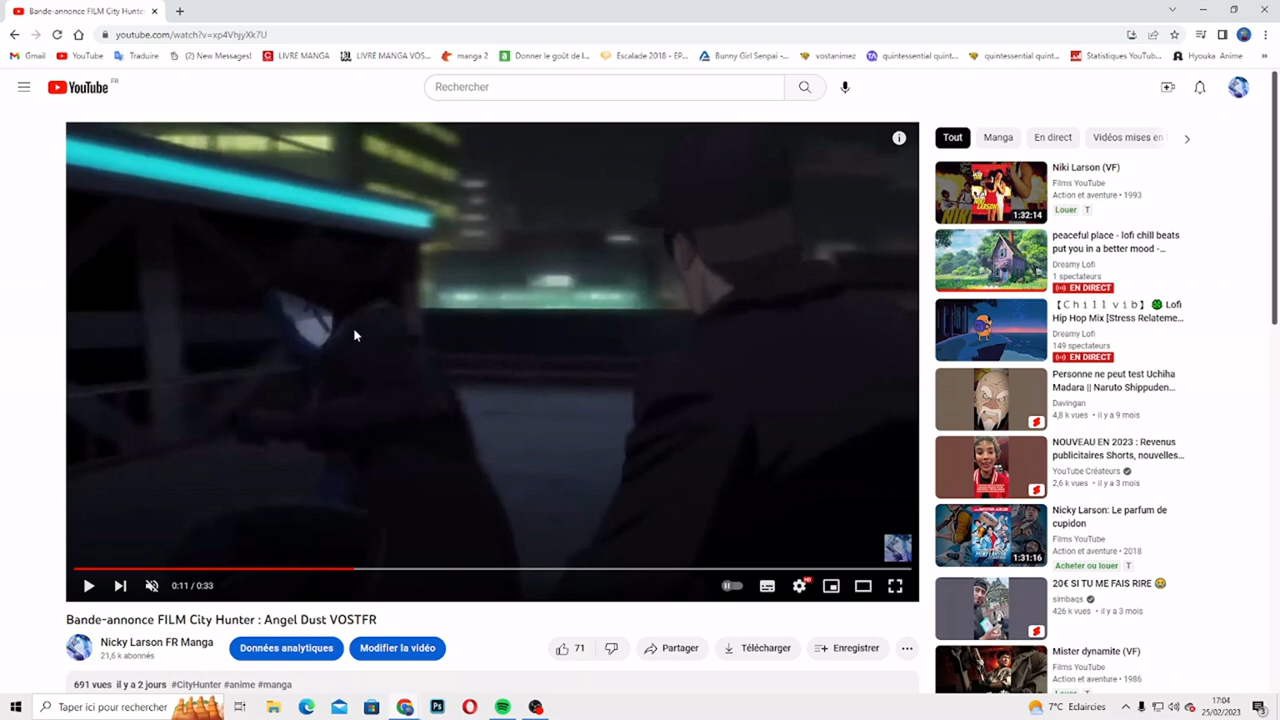 Bande-annonce FILM City Hunter
youtube.com/watch?v=xp4VhjyXk7U
Gmail YouTube Traduire (2) New Messages! LIVRE MANGA LIVRE MANGA VOS... manga 2 Donner le goût de l... Escalade 2018 - EP... Bunny Girl Senpai -... vostanimez quintessential quint... quintessential quint... Statistiques YouTub... Hyouka Anime »
YouTube FR
Rechercher
Tout Manga En direct Vidéos mises en l
Niki Larson (VF)
Films YouTube
Action et aventure • 1993
Louer T
1:32:14
peaceful place - lofi chill beats
put you in a better mood -...
Dreamy Lofi
1 spectateurs
EN DIRECT
【Ｃｈｉｌｌ ｖｉｂ】🍀 Lofi
Hip Hop Mix [Stress Relateme...
Dreamy Lofi
149 spectateurs
EN DIRECT
Personne ne peut test Uchiha
Madara || Naruto Shippuden...
Davingan
4,8 k vues • il y a 9 mois
NOUVEAU EN 2023 : Revenus
publicitaires Shorts, nouvelles...
YouTube Créateurs
2,6 k vues • il y a 3 mois
Nicky Larson: Le parfum de
cupidon
Films YouTube
Action et aventure • 2018
1:31:16
Acheter ou louer T
20€ SI TU ME FAIS RIRE 😢
simbaqs
426 k vues • il y a 3 mois
Mister dynamite (VF)
Films YouTube
Action et aventure • 1986
0:11 / 0:33
HD
Bande-annonce FILM City Hunter : Angel Dust VOSTFR
Nicky Larson FR Manga
21,6 k abonnés
Données analytiques Modifier la vidéo 71 Partager Télécharger Enregistrer
691 vues il y a 2 jours #CityHunter #anime #manga
Taper ici pour rechercher
7°C Eclaircies
17:04
25/02/2023